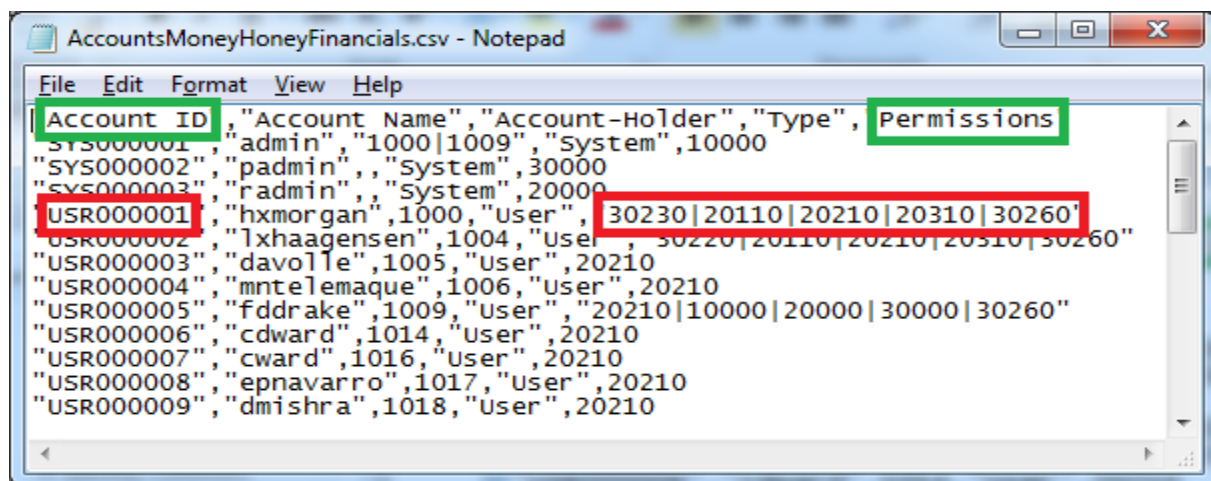 AccountsMoneyHoneyFinancials.csv - Notepad
File Edit Format View Help
Account ID","Account Name","Account-Holder","Type","Permissions
"SYS000001","admin","1000|1009","System",10000
"SYS000002","padmin",,"System",30000
"SYS000003","radmin",,"System",20000
"USR000001","hxmorgan",1000,"User","30230|20110|20210|20310|30260"
"USR000002","lxhaagensen",1004,"User","30220|20110|20210|20310|30260"
"USR000003","davolle",1005,"User",20210
"USR000004","mntelemaque",1006,"User",20210
"USR000005","fddrake",1009,"User","20210|10000|20000|30000|30260"
"USR000006","cdward",1014,"User",20210
"USR000007","cward",1016,"User",20210
"USR000008","epnavarro",1017,"User",20210
"USR000009","dmishra",1018,"User",20210